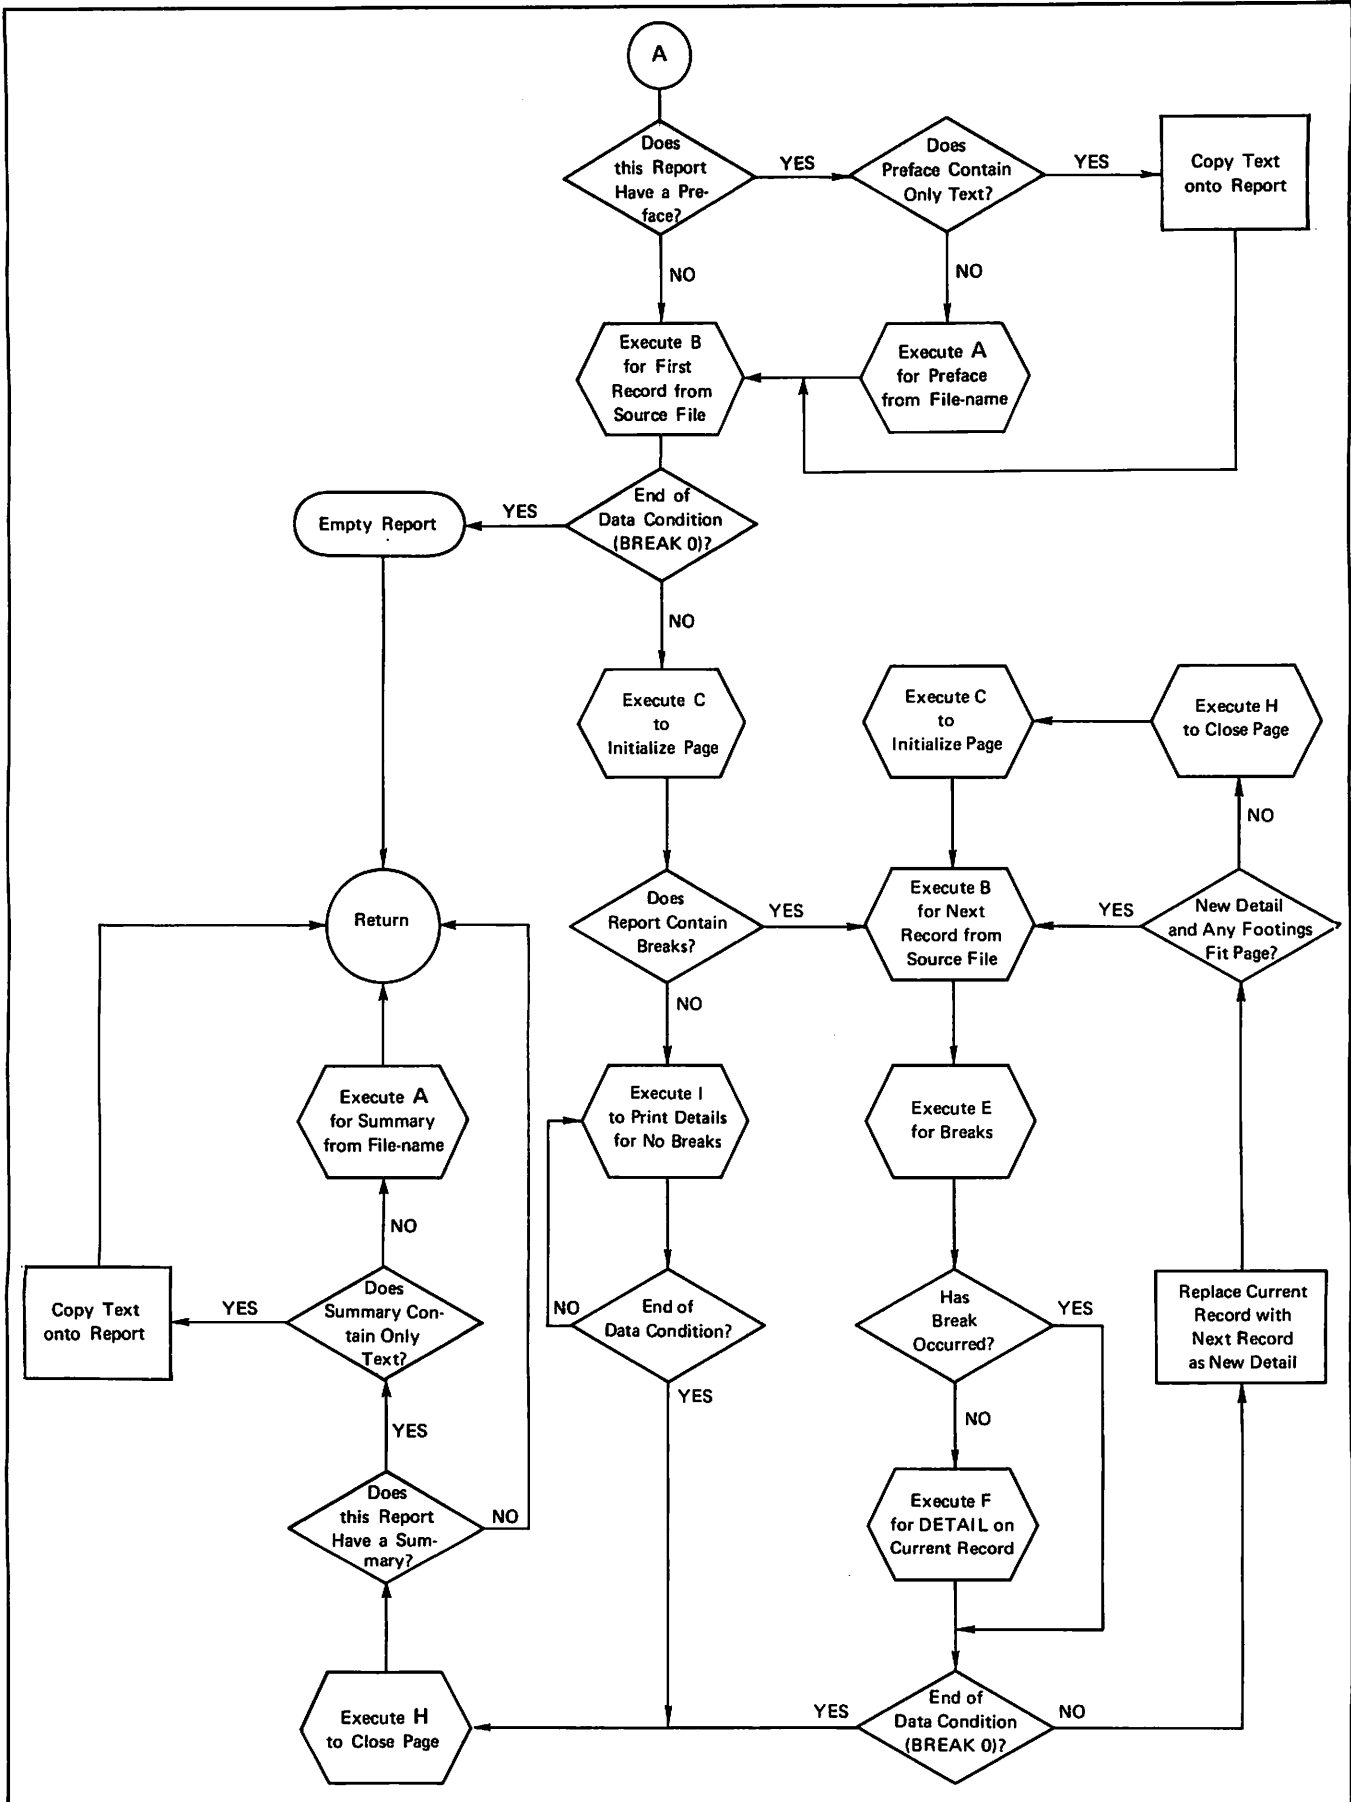 A
Does
this Report
Have a Pre-
face?
YES
Does
Preface Contain
Only Text?
YES
Copy Text
onto Report
NO
NO
Execute B
for First
Record from
Source File
Execute A
for Preface
from File-name
End of
Data Condition
(BREAK 0)?
YES
Empty Report
NO
Execute C
to
Initialize Page
Execute C
to
Initialize Page
Execute H
to Close Page
NO
Return
Does
Report Contain
Breaks?
YES
Execute B
for Next
Record from
Source File
YES
New Detail
and Any Footings
Fit Page?
NO
Execute A
for Summary
from File-name
Execute I
to Print Details
for No Breaks
Execute E
for Breaks
NO
Copy Text
onto Report
YES
Does
Summary Con-
tain Only
Text?
NO
End of
Data Condition?
Has
Break
Occurred?
YES
Replace Current
Record with
Next Record
as New Detail
YES
YES
NO
Does
this Report
Have a Sum-
mary?
NO
Execute F
for DETAIL on
Current Record
Execute H
to Close Page
YES
End of
Data Condition
(BREAK 0)?
NO